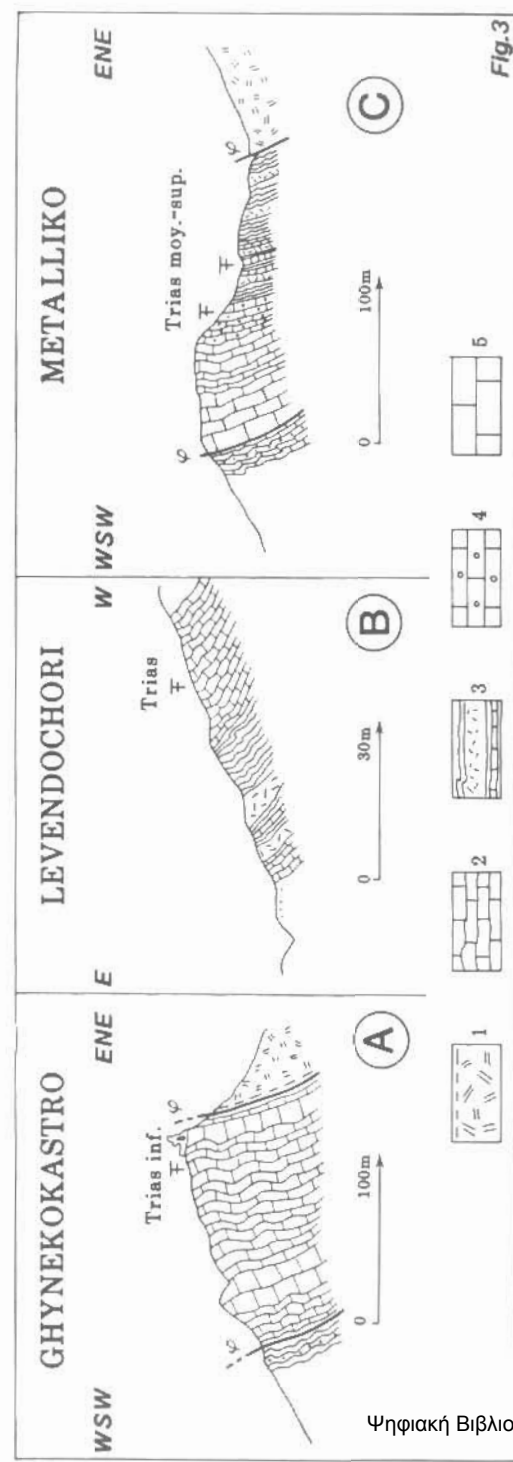 GHYNEKOKASTRO
WSW ENE
Trias inf.
φ φ
0 100m
A
LEVENDOCHORI
E W
Trias
0 30m
B
METALLIKO
WSW ENE
Trias moy.-sup.
φ φ
0 100m
C
1 2 3 4 5
Fig.3
Ψηφιακή Βιβλιο